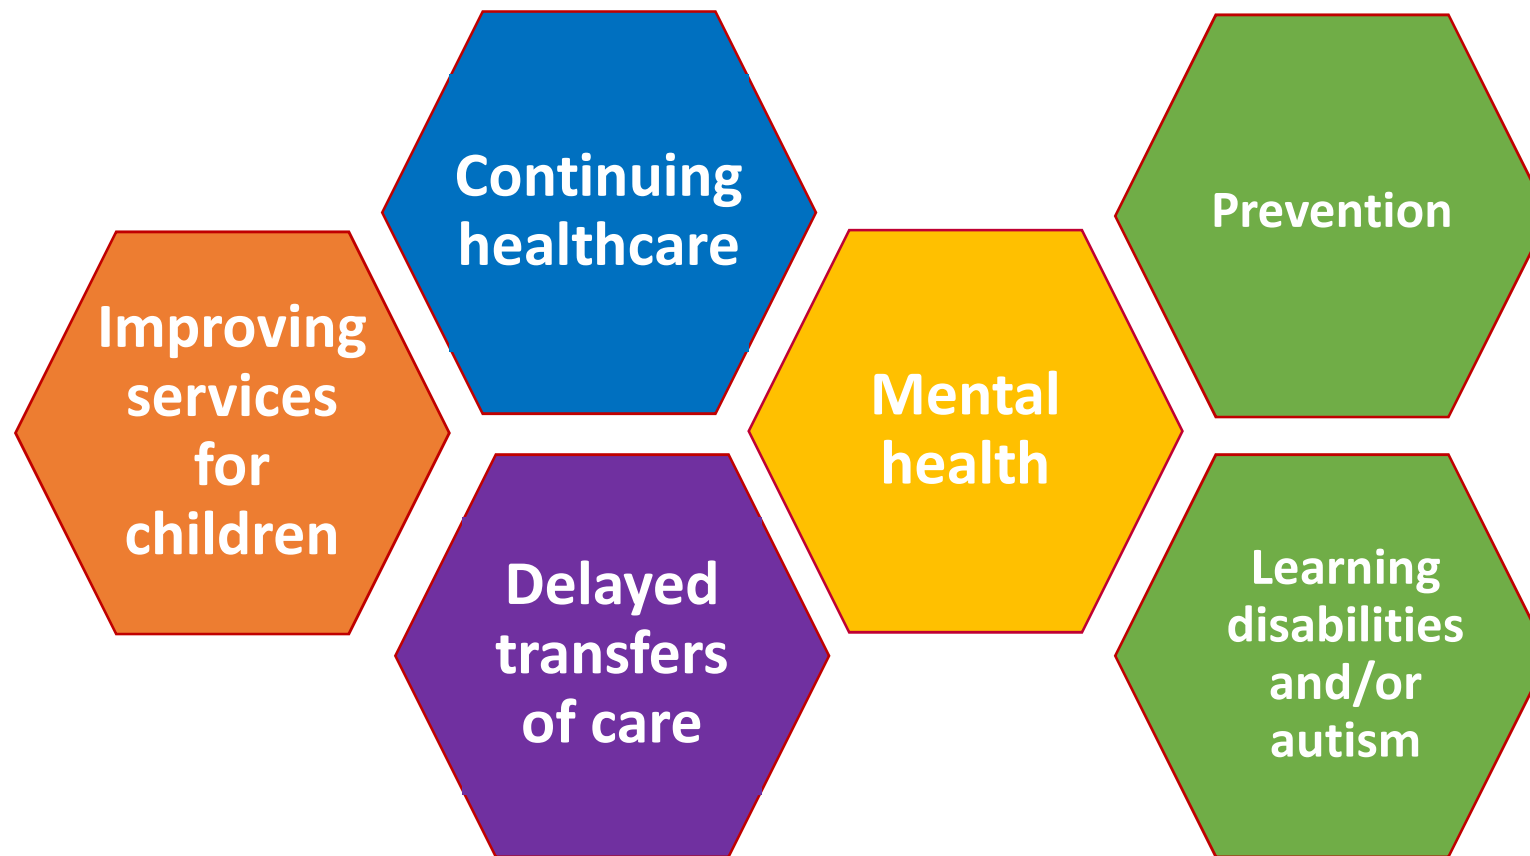 Improving
services
for
children
Continuing
healthcare
Delayed
transfers
of care
Mental
health
Prevention
Learning
disabilities
and/or
autism